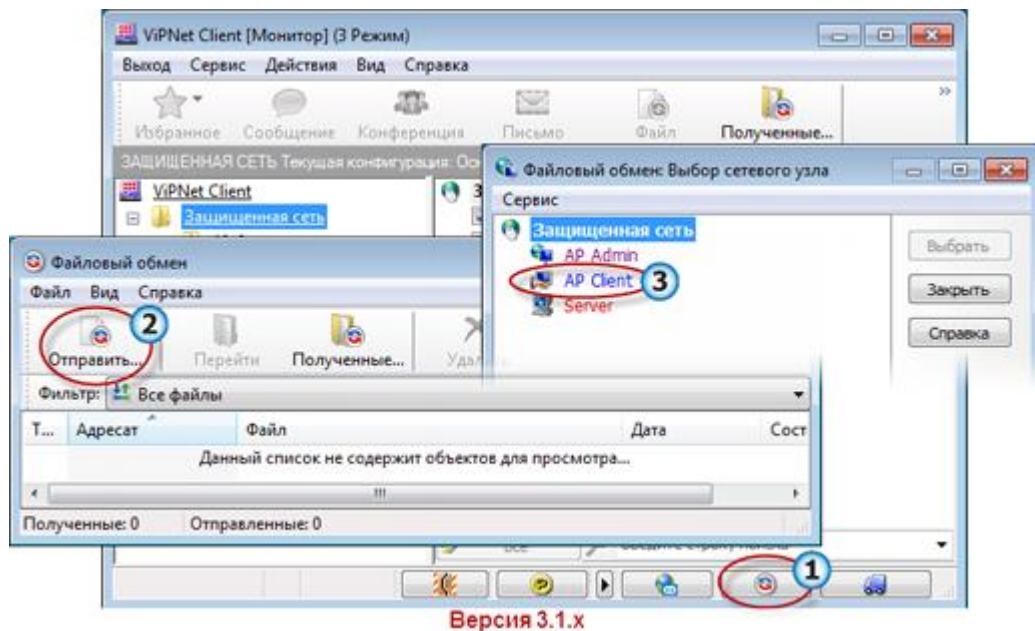 ViPNet Client [Монитор] (3 Режим)
Выход Сервис Действия Вид Справка
Избранное Сообщение Конференция Письмо Файл Полученные...
ЗАЩИЩЕННАЯ СЕТЬ Текущая конфигурация:
ViPNet Client
Защищенная сеть
Файловый обмен: Выбор сетевого узла
Сервис
Защищенная сеть
AP Admin
AP Client 3
Server
Выбрать
Закрыть
Справка
Файловый обмен
Файл Вид Справка
2
Отправить... Перейти Полученные...
Фильтр: Все файлы
Т... Адресат Файл Дата Сост
Данный список не содержит объектов для просмотра...
Полученные: 0 Отправленные: 0
1
Версия 3.1.x